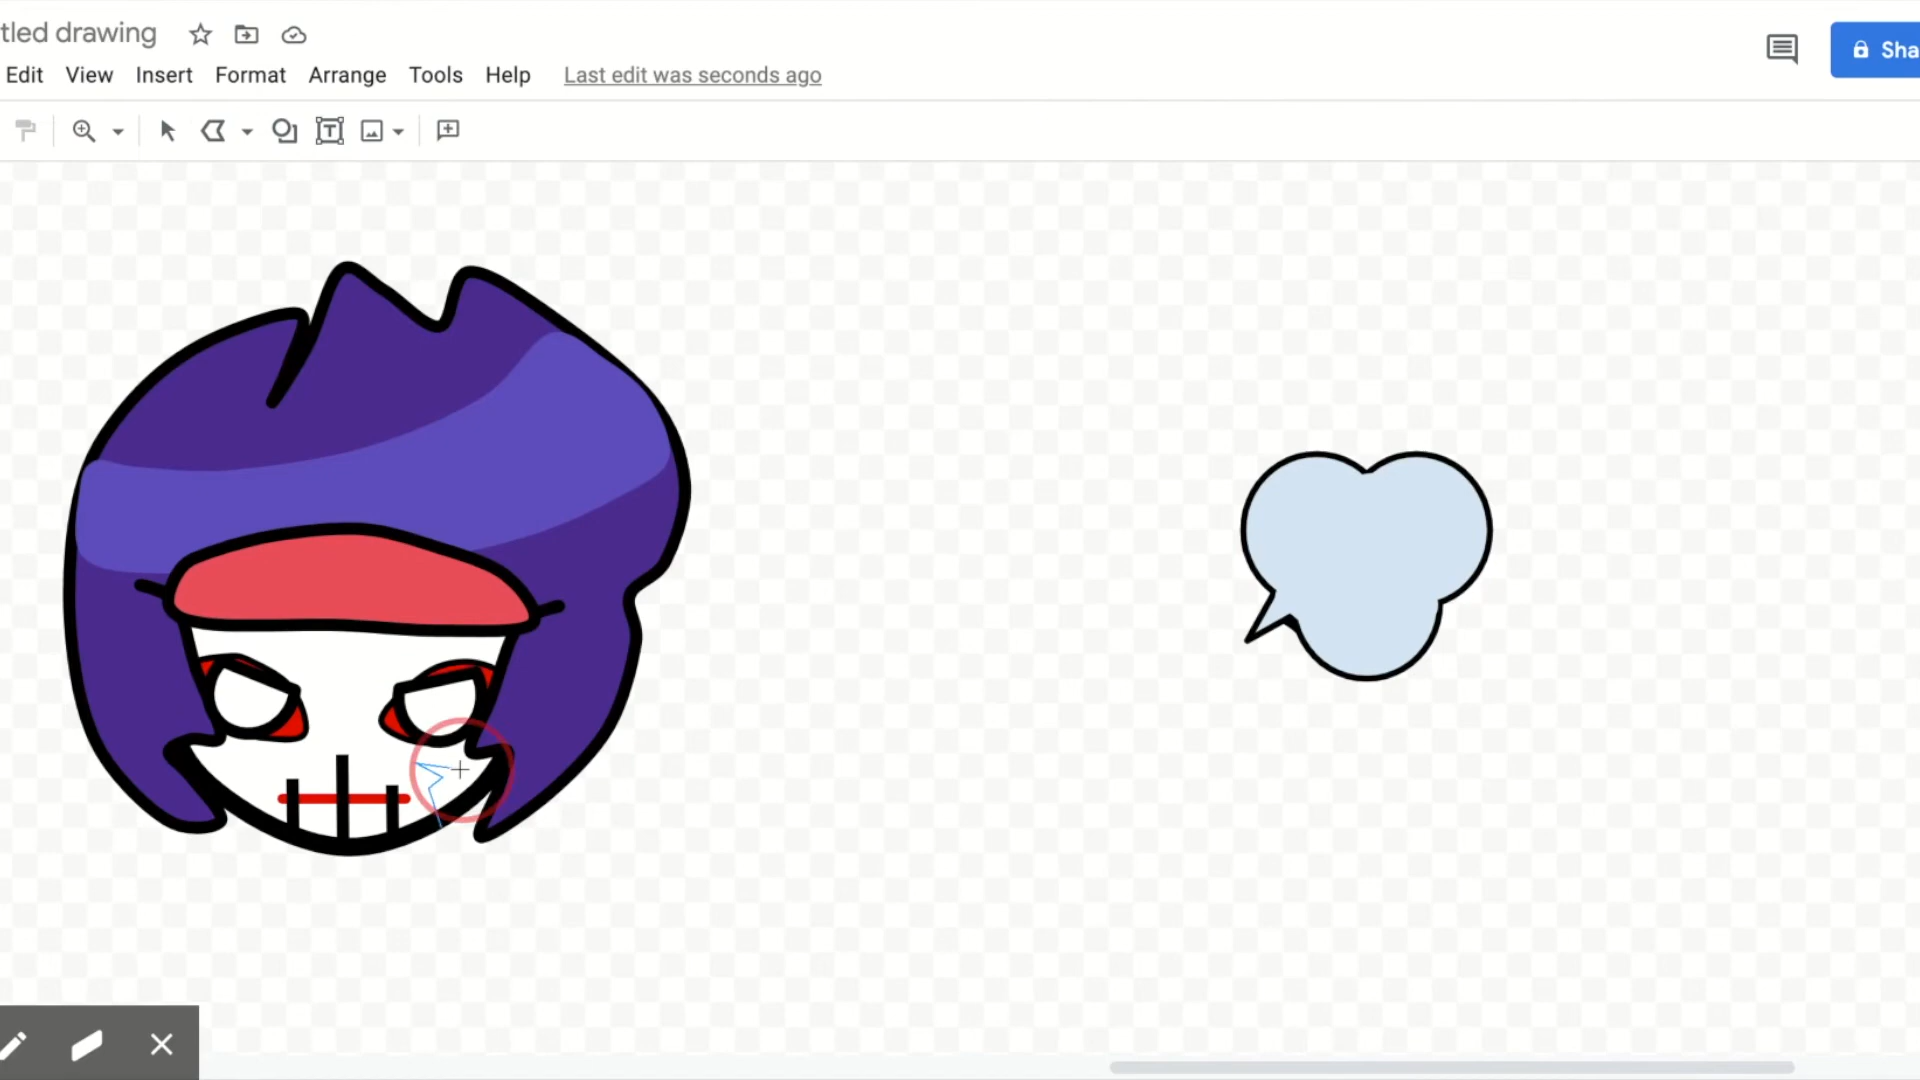 tled drawing
Sha
Edit View Insert Format Arrange Tools Help Last edit was seconds ago